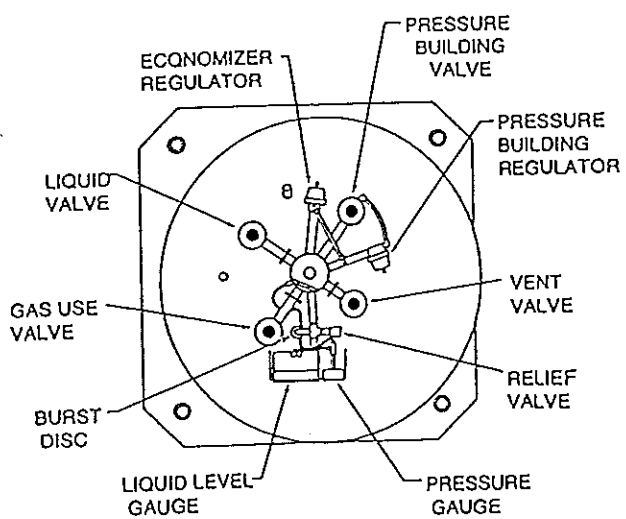 ECONOMIZER
REGULATOR
PRESSURE
BUILDING
VALVE
PRESSURE
BUILDING
REGULATOR
LIQUID
VALVE
VENT
VALVE
GAS USE
VALVE
RELIEF
VALVE
BURST
DISC
LIQUID LEVEL
GAUGE
PRESSURE
GAUGE